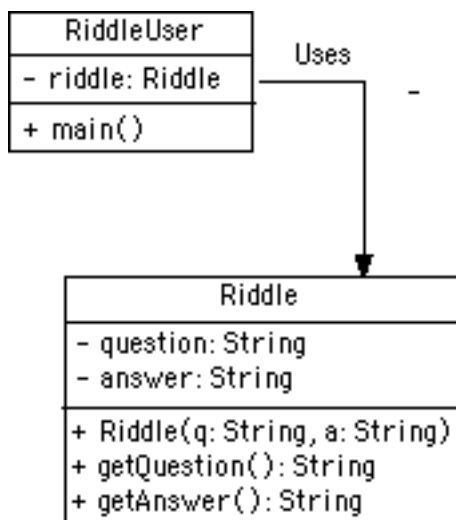 RiddleUser
- riddle: Riddle
+ main()
Uses
-
Riddle
- question: String
- answer: String
+ Riddle(q: String, a: String)
+ getQuestion(): String
+ getAnswer(): String